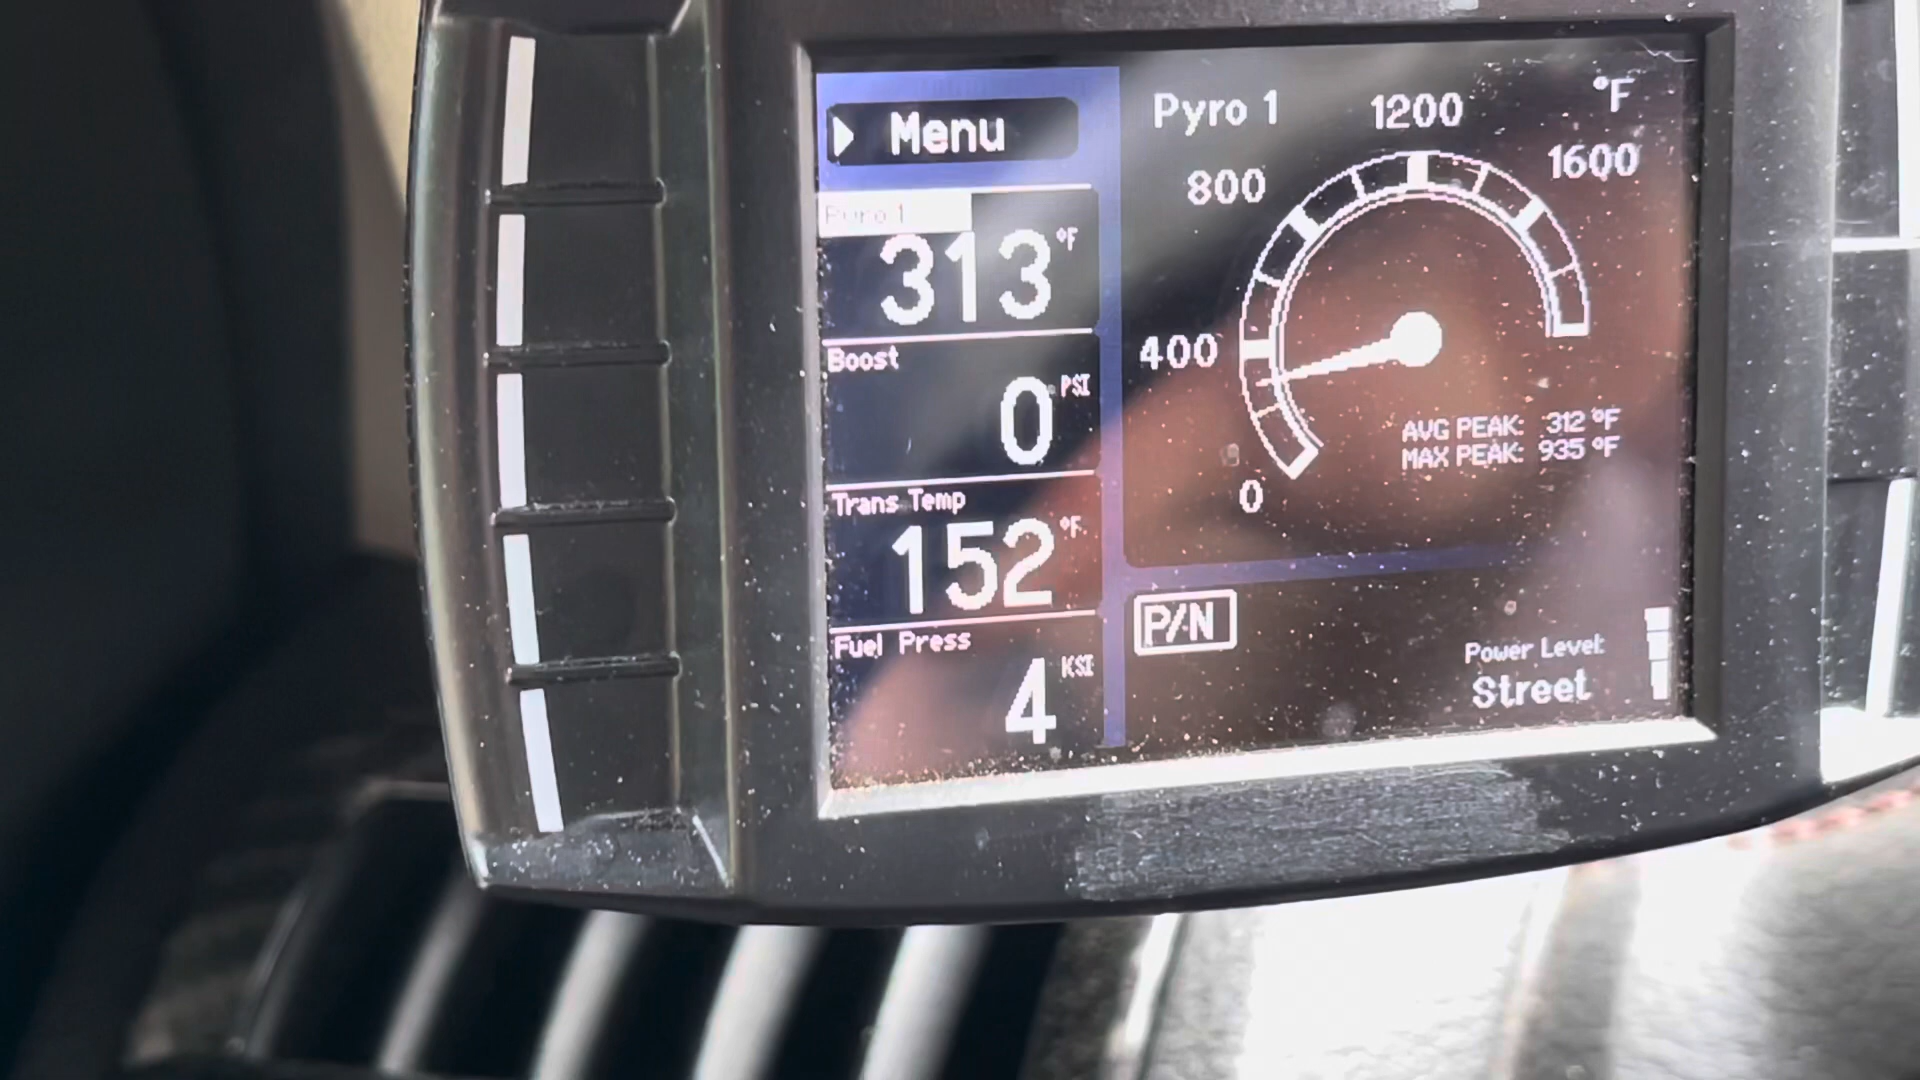 Menu
Pyro 1
313 °F
Boost
0 PSI
Trans Temp
152 °F
Fuel Press
4 KSI
Pyro 1
°F
0
400
800
1200
1600
AVG PEAK: 312 °F
MAX PEAK: 935 °F
P/N
Power Level:
Street